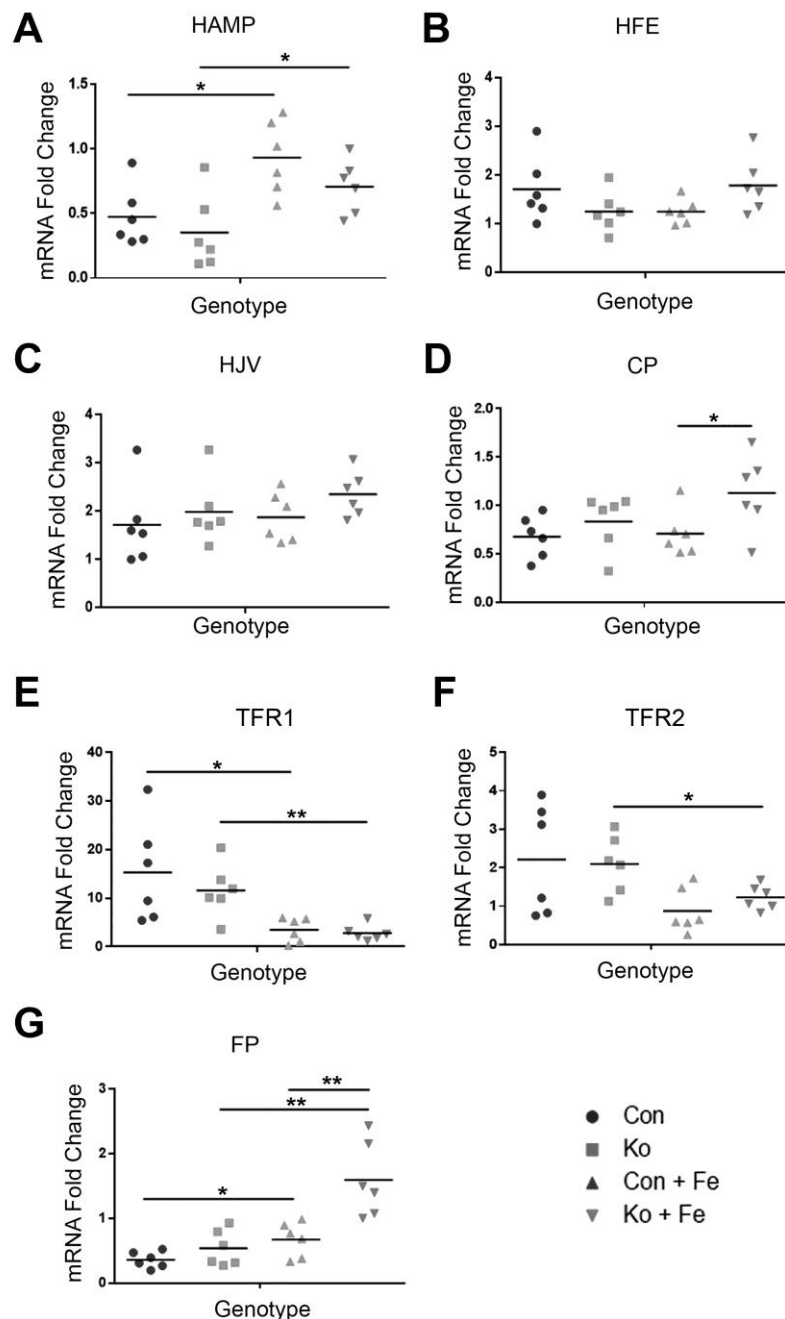 A
HAMP
*
*
mRNA Fold Change
1.5
1.0
0.5
0.0
Genotype
B
HFE
mRNA Fold Change
4
3
2
1
0
Genotype
C
HJV
mRNA Fold Change
4
3
2
1
0
Genotype
D
CP
*
mRNA Fold Change
2.0
1.5
1.0
0.5
0.0
Genotype
E
TFR1
*
**
mRNA Fold Change
40
30
20
10
0
Genotype
F
TFR2
*
mRNA Fold Change
5
4
3
2
1
0
Genotype
G
FP
**
**
*
mRNA Fold Change
3
2
1
0
Genotype
Con
Ko
Con + Fe
Ko + Fe